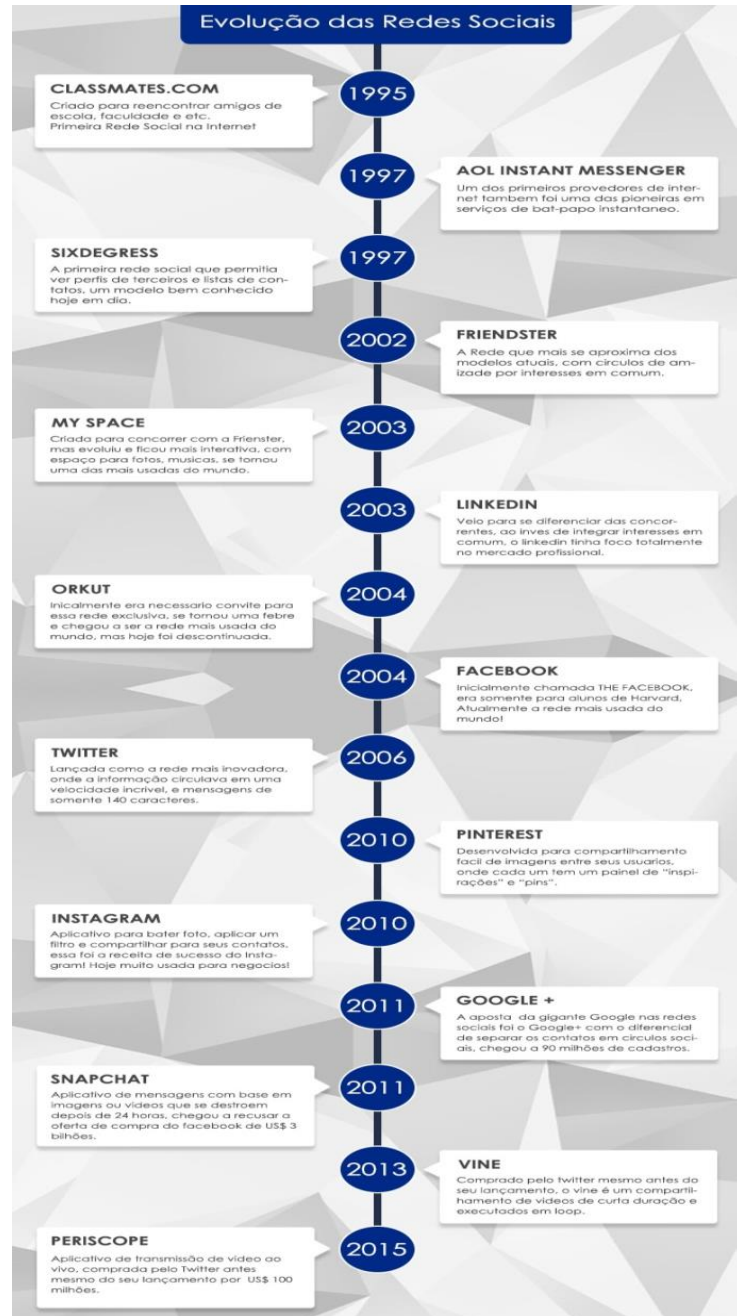 Evolução das Redes Sociais
CLASSMATES.COM
Criado para reencontrar amigos de
escola, faculdade e etc.
Primeira Rede Social na Internet
1995
1997
AOL INSTANT MESSENGER
Um dos primeiros provedores de inter-
net tambem foi uma das pioneiras em
serviços de bat-papo instantaneo.
SIXDEGRESS
A primeira rede social que permitia
ver perfis de terceiros e listas de con-
tatos, um modelo bem conhecido
hoje em dia.
1997
2002
FRIENDSTER
A Rede que mais se aproxima dos
modelos atuais, com circulos de am-
izade por interesses em comum.
MY SPACE
Criada para concorrer com a Frienster,
mas evoluiu e ficou mais interativa, com
espaço para fotos, musicas, se tornou
uma das mais usadas do mundo.
2003
2003
LINKEDIN
Veio para se diferenciar das concor-
rentes, ao inves de integrar interesses em
comum, o linkedin tinha foco totalmente
no mercado profissional.
ORKUT
Inicalmente era necessario convite para
essa rede exclusiva, se tornou uma febre
e chegou a ser a rede mais usada do
mundo, mas hoje foi descontinuada.
2004
2004
FACEBOOK
Inicialmente chamada THE FACEBOOK,
era somente para alunos de Harvard,
Atualmente a rede mais usada do
mundo!
TWITTER
Lançada como a rede mais inovadora,
onde a informação circulava em uma
velocidade incrivel, e mensagens de
somente 140 caracteres.
2006
2010
PINTEREST
Desenvolvida para compartilhamento
facil de imagens entre seus usuarios,
onde cada um tem um painel de “inspi-
rações” e “pins”.
INSTAGRAM
Aplicativo para bater foto, aplicar um
filtro e compartilhar para seus contatos,
essa foi a receita de sucesso do Insta-
gram! Hoje muito usada para negocios!
2010
2011
GOOGLE +
A aposta da gigante Google nas redes
sociais foi o Google+ com o diferencial
de separar os contatos em circulos soci-
ais, chegou a 90 milhões de cadastros.
SNAPCHAT
Aplicativo de mensagens com base em
imagens ou videos que se destroem
depois de 24 horas, chegou a recusar a
oferta de compra do facebook de US$ 3
bilhões.
2011
2013
VINE
Comprado pelo twitter mesmo antes do
seu lançamento, o vine é um compartil-
hamento de videos de curta duração e
executados em loop.
PERISCOPE
Aplicativo de transmissão de vídeo ao
vivo, comprada pelo Twitter antes
mesmo do seu lançamento por US$ 100
milhões.
2015